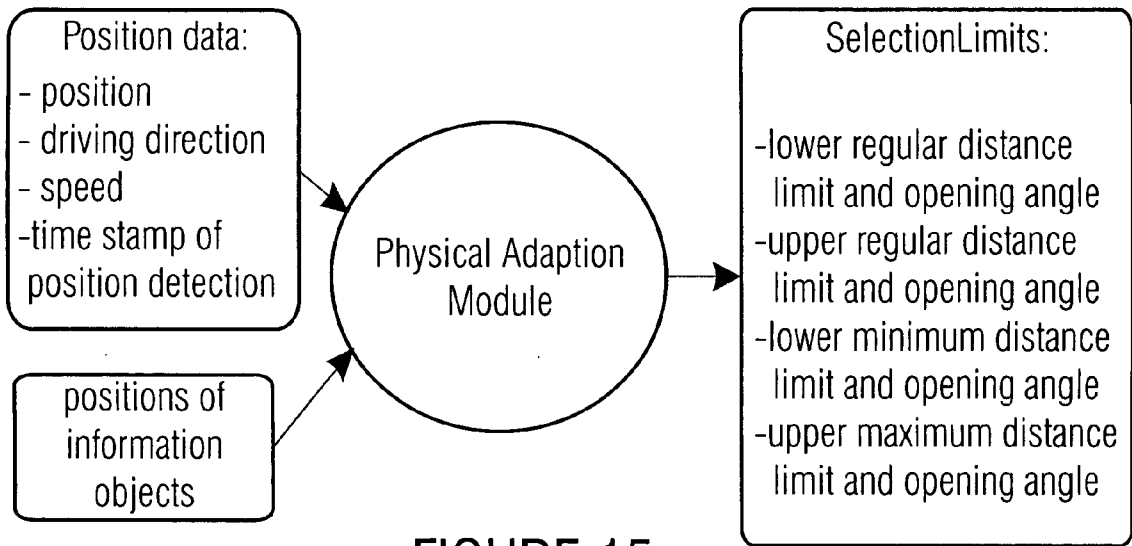 Position data:
- position
- driving direction
- speed
-time stamp of
position detection
positions of
information
objects
Physical Adaption
Module
SelectionLimits:
-lower regular distance
limit and opening angle
-upper regular distance
limit and opening angle
-lower minimum distance
limit and opening angle
-upper maximum distance
limit and opening angle